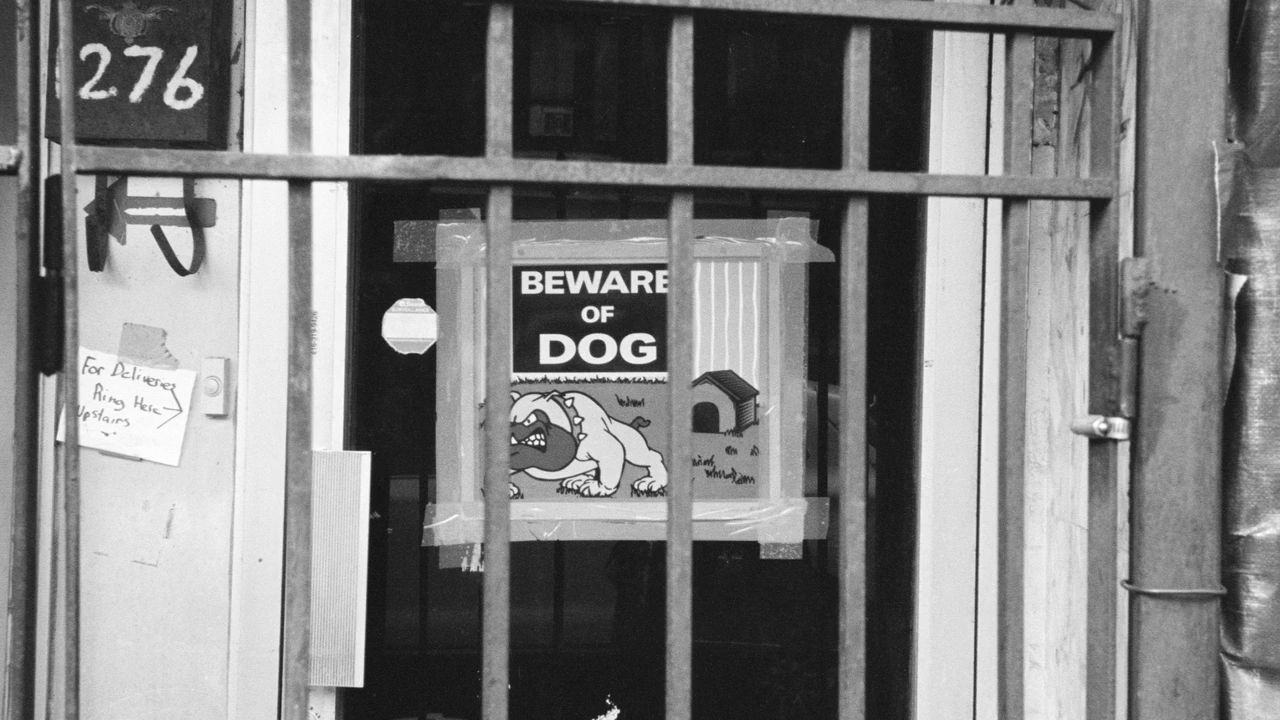 276
BEWARE
OF
DOG
For Deliveries
Ring Here
Upstairs